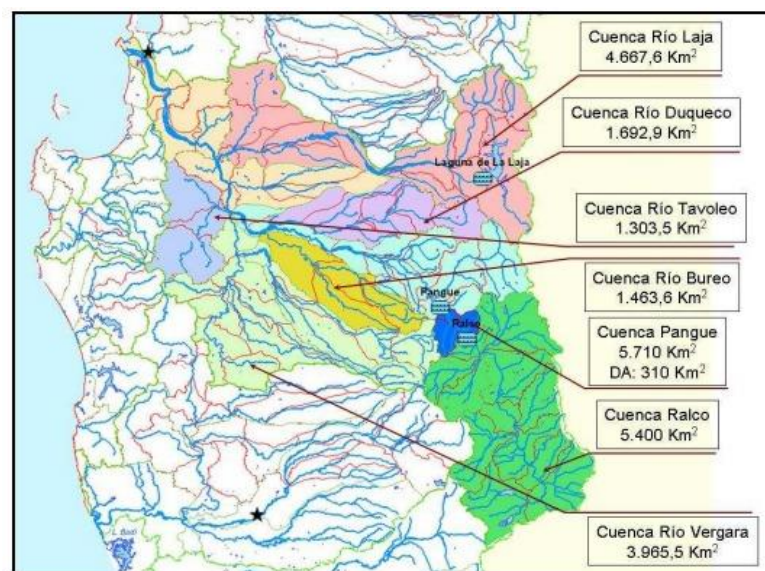 Cuenca Río Laja
4.667,6 Km²
Cuenca Río Duqueco
1.692,9 Km²
Laguna de La Laja
Cuenca Río Tavoleo
1.303,5 Km²
Cuenca Río Bureo
1.463,6 Km²
Pangue
Ralco
Cuenca Pangue
5.710 Km²
DA: 310 Km²
Cuenca Ralco
5.400 Km²
Cuenca Río Vergara
3.965,5 Km²
L. Budi